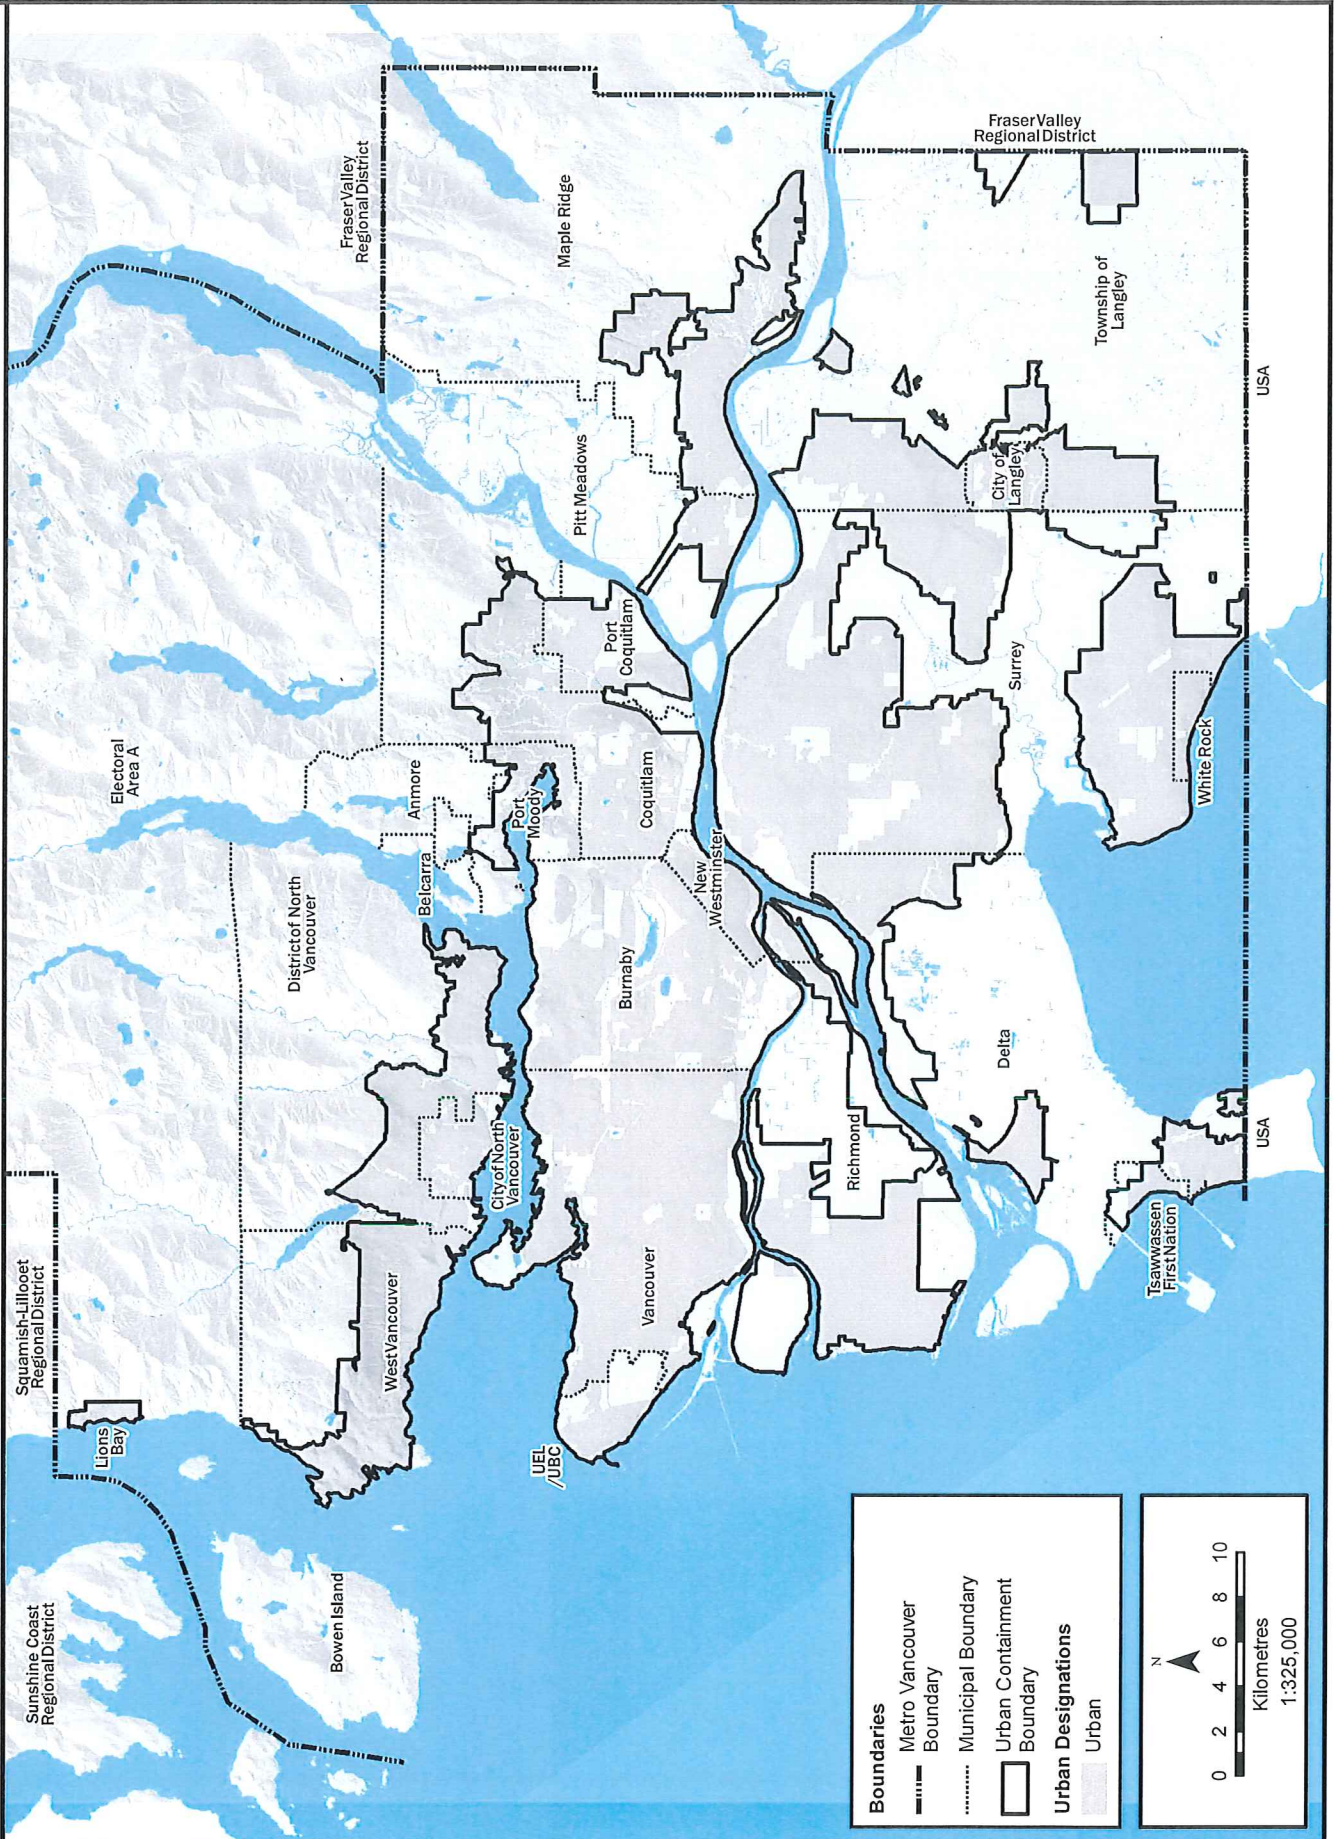 Sunshine Coast
Regional District
Squamish-Lillooet
Regional District
Lions
Bay
Bowen Island
Electoral
Area A
Fraser Valley
Regional District
District of North
Vancouver
West Vancouver
City of North
Vancouver
Belcarra
Anmore
Port
Moody
Pitt Meadows
Maple Ridge
Port
Coquitlam
Coquitlam
UEL
/UBC
Vancouver
Burnaby
New
Westminster
Richmond
Delta
Surrey
City of
Langley
Township of
Langley
Fraser Valley
Regional District
Tsawwassen
First Nation
White Rock
USA
USA
Boundaries
Metro Vancouver
Boundary
Municipal Boundary
Urban Containment
Boundary
Urban Designations
Urban
N
0 2 4 6 8 10
Kilometres
1:325,000